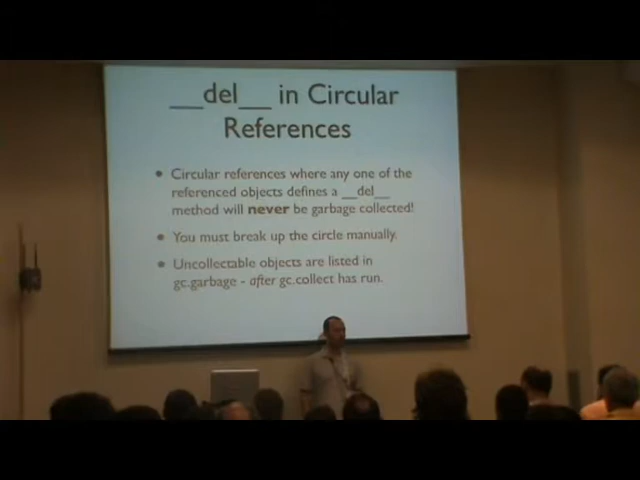 __del__ in Circular
References
• Circular references where any one of the
referenced objects defines a __del__
method will never be garbage collected!
• You must break up the circle manually.
• Uncollectable objects are listed in
gc.garbage - after gc.collect has run.